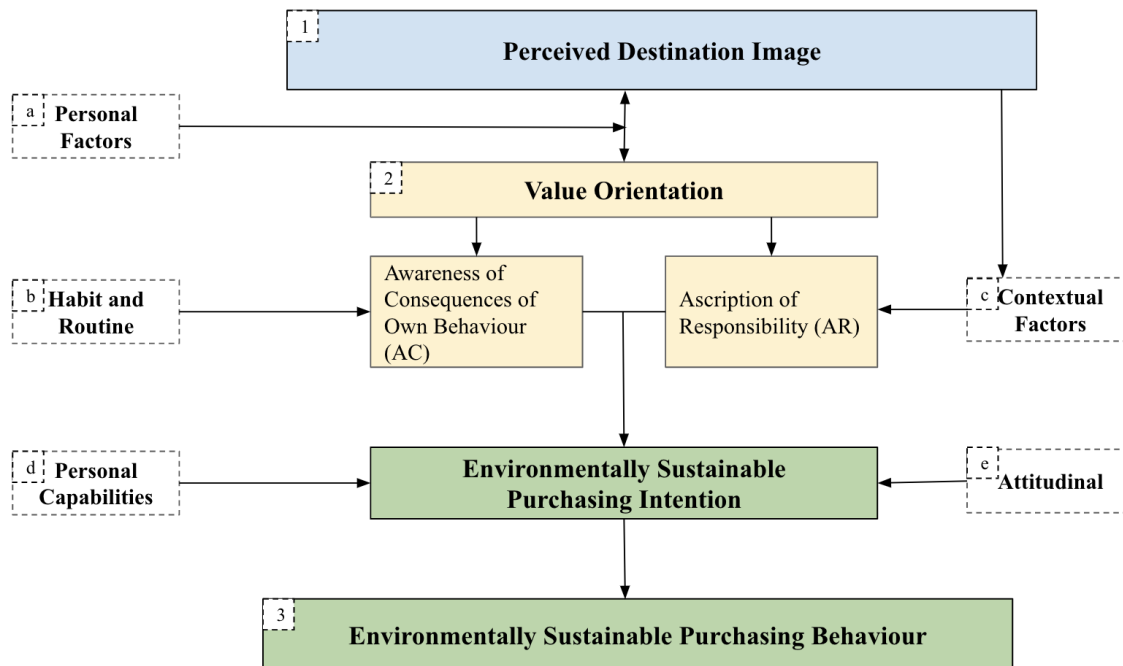 1
Perceived Destination Image
a
Personal
Factors
2
Value Orientation
Awareness of
Consequences of
Own Behaviour
(AC)
Ascription of
Responsibility (AR)
b
Habit and
Routine
c
Contextual
Factors
d
Personal
Capabilities
Environmentally Sustainable
Purchasing Intention
e
Attitudinal
3
Environmentally Sustainable Purchasing Behaviour